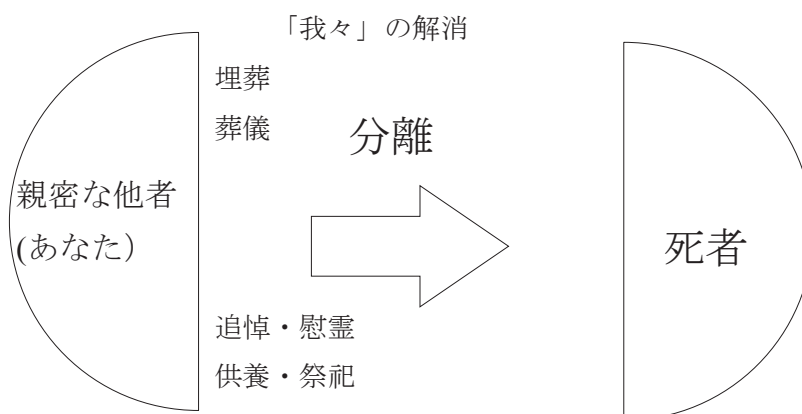 「我々」の解消
埋葬
葬儀
分離
親密な他者
(あなた）
死者
追悼・慰霊
供養・祭祀